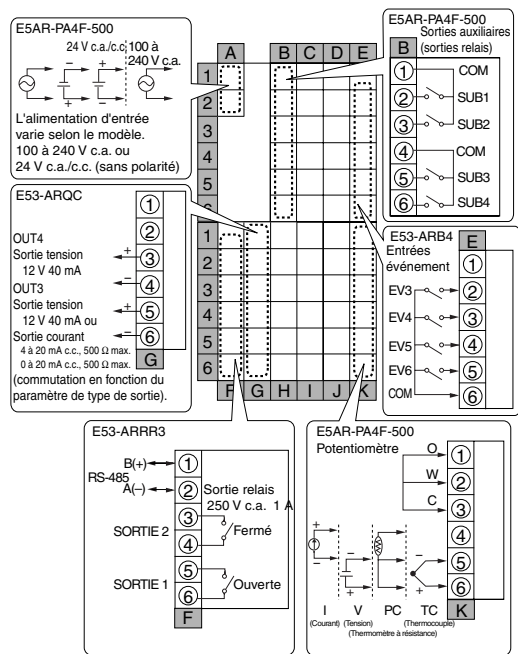 E5AR-PA4F-500
24 V c.a./c.c. 100 à
240 V c.a.
L'alimentation d'entrée
varie selon le modèle.
100 à 240 V c.a. ou
24 V c.a./c.c. (sans polarité)
A B C D E
1
2
3
4
5
1
2
3
4
5
6
F G H I J K
E5AR-PA4F-500
Sorties auxiliaires
(sorties relais)
B
1 COM
2 SUB1
3 SUB2
4 COM
5 SUB3
6 SUB4
E53-ARQC
1
2
OUT4
Sortie tension
12 V 40 mA
+ 3
− 4
OUT3
Sortie tension
12 V 40 mA ou
Sortie courant
+ 5
− 6
4 à 20 mA c.c., 500 Ω max.
0 à 20 mA c.c., 500 Ω max.
G
(commutation en fonction du
paramètre de type de sortie).
E53-ARB4
Entrées
événement
E
1
EV3 2
EV4 3
EV5 4
EV6 5
COM 6
E53-ARRR3
B(+) 1
RS-485
A(−) 2
Sortie relais
250 V c.a. 1 A
3
SORTIE 2 Fermé
4
5
SORTIE 1 Ouverte
6
F
E5AR-PA4F-500
Potentiomètre
O 1
W 2
C 3
4
5
6
K
I V PC TC
(Courant) (Tension) (Thermocouple)
(Thermomètre à résistance)